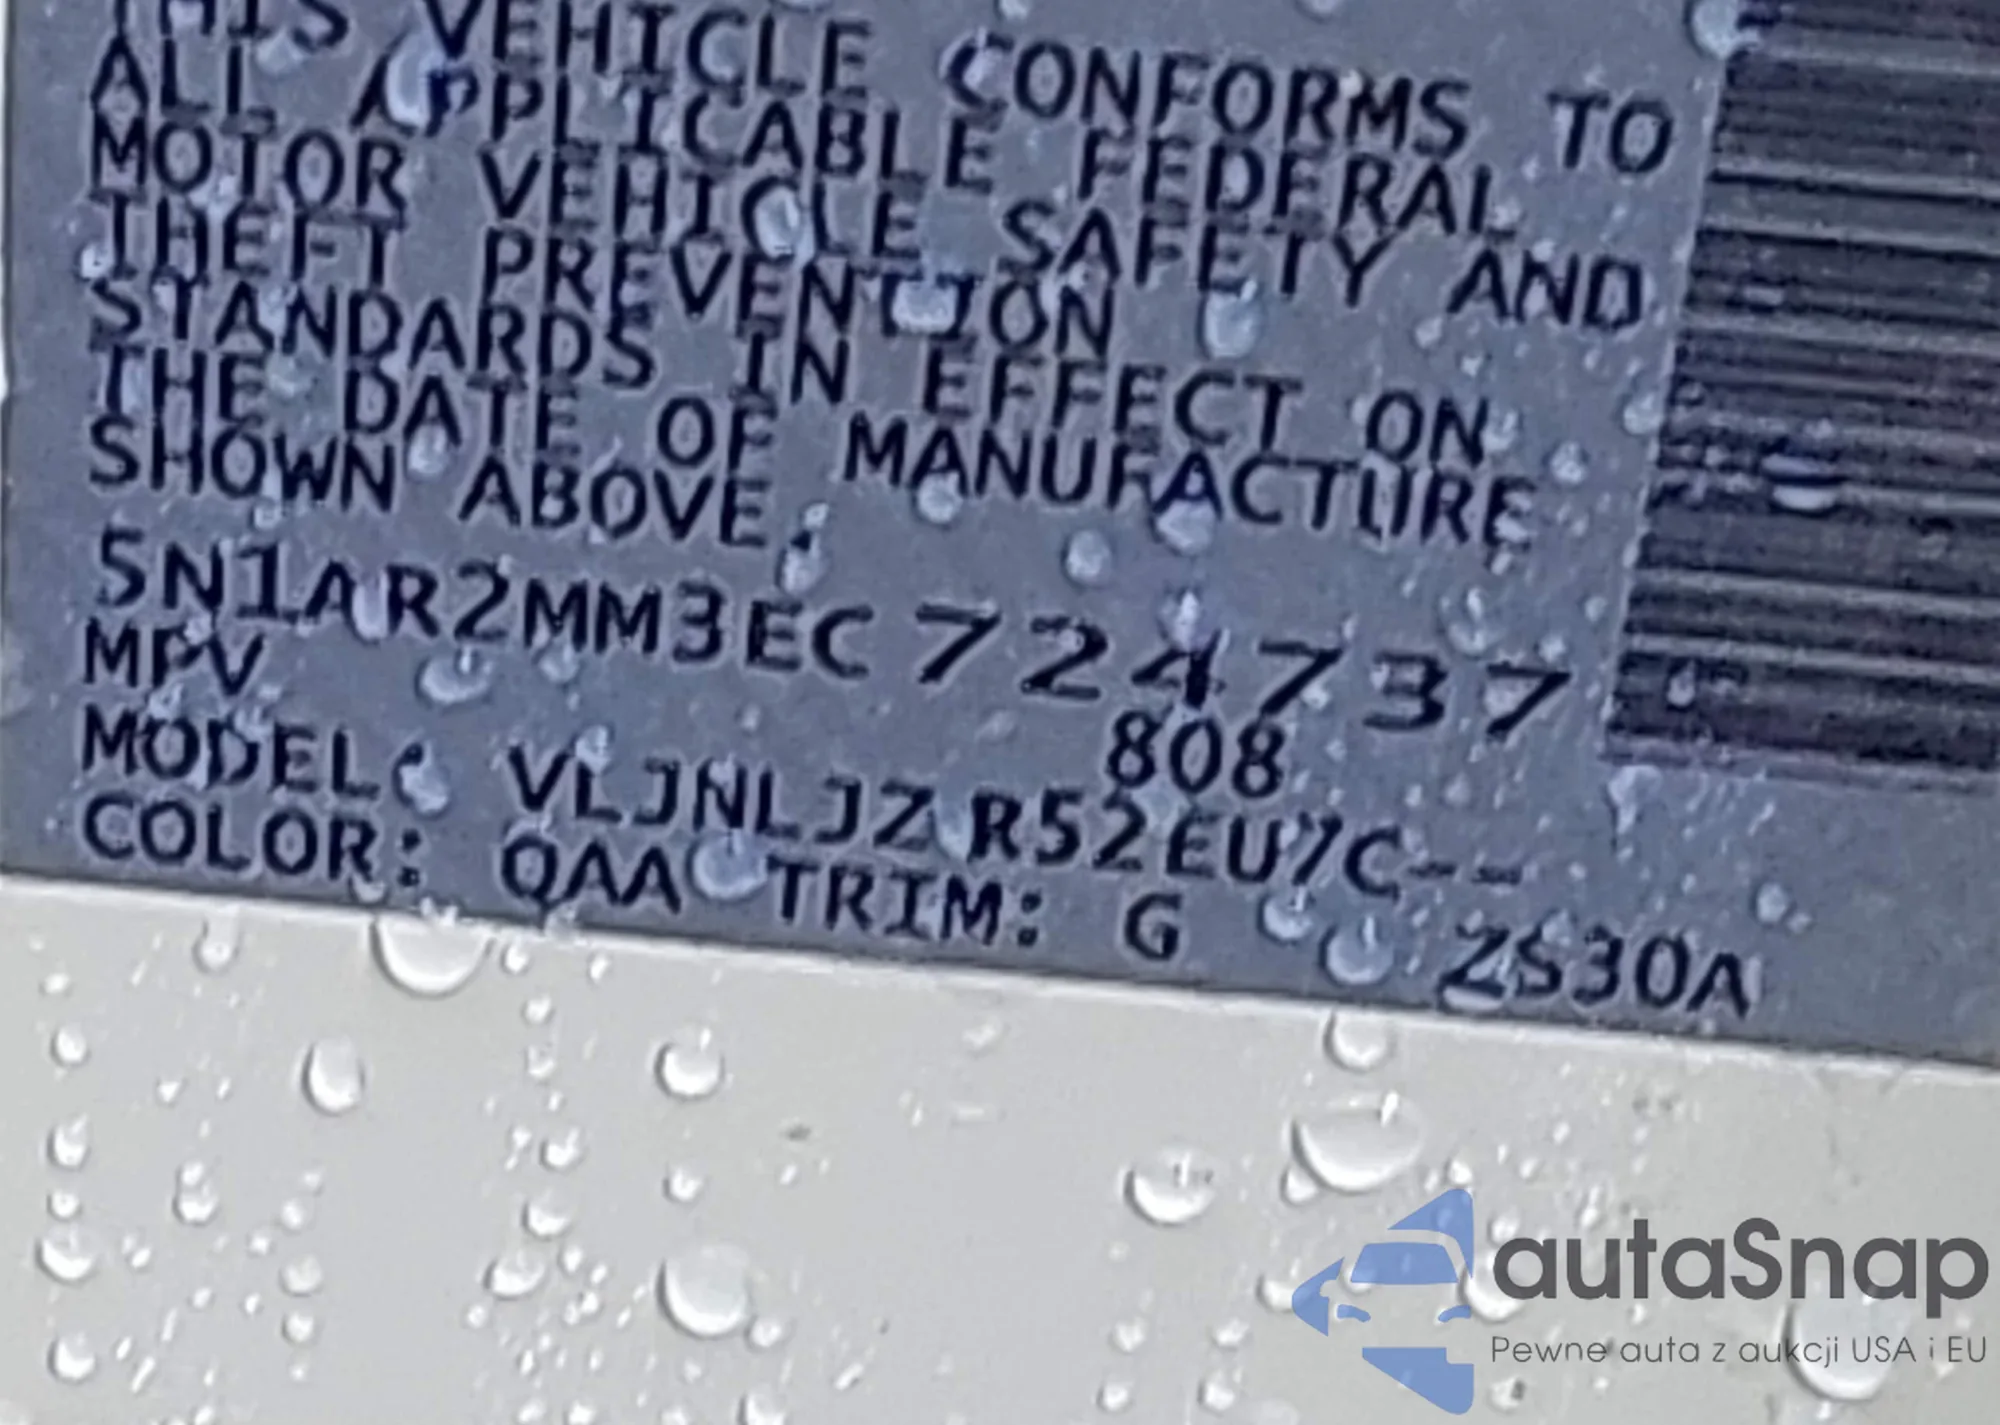 THIS VEHICLE CONFORMS TO
ALL APPLICABLE FEDERAL
MOTOR VEHICLE SAFETY AND
THEFT PREVENTION
STANDARDS IN EFFECT ON
THE DATE OF MANUFACTURE
SHOWN ABOVE.
5N1AR2MM3EC724737
MPV 808
MODEL: VLJNLJZ R52EU7C--
COLOR: QAA TRIM: G ZS30A
autaSnap
Pewne auta z aukcji USA i EU